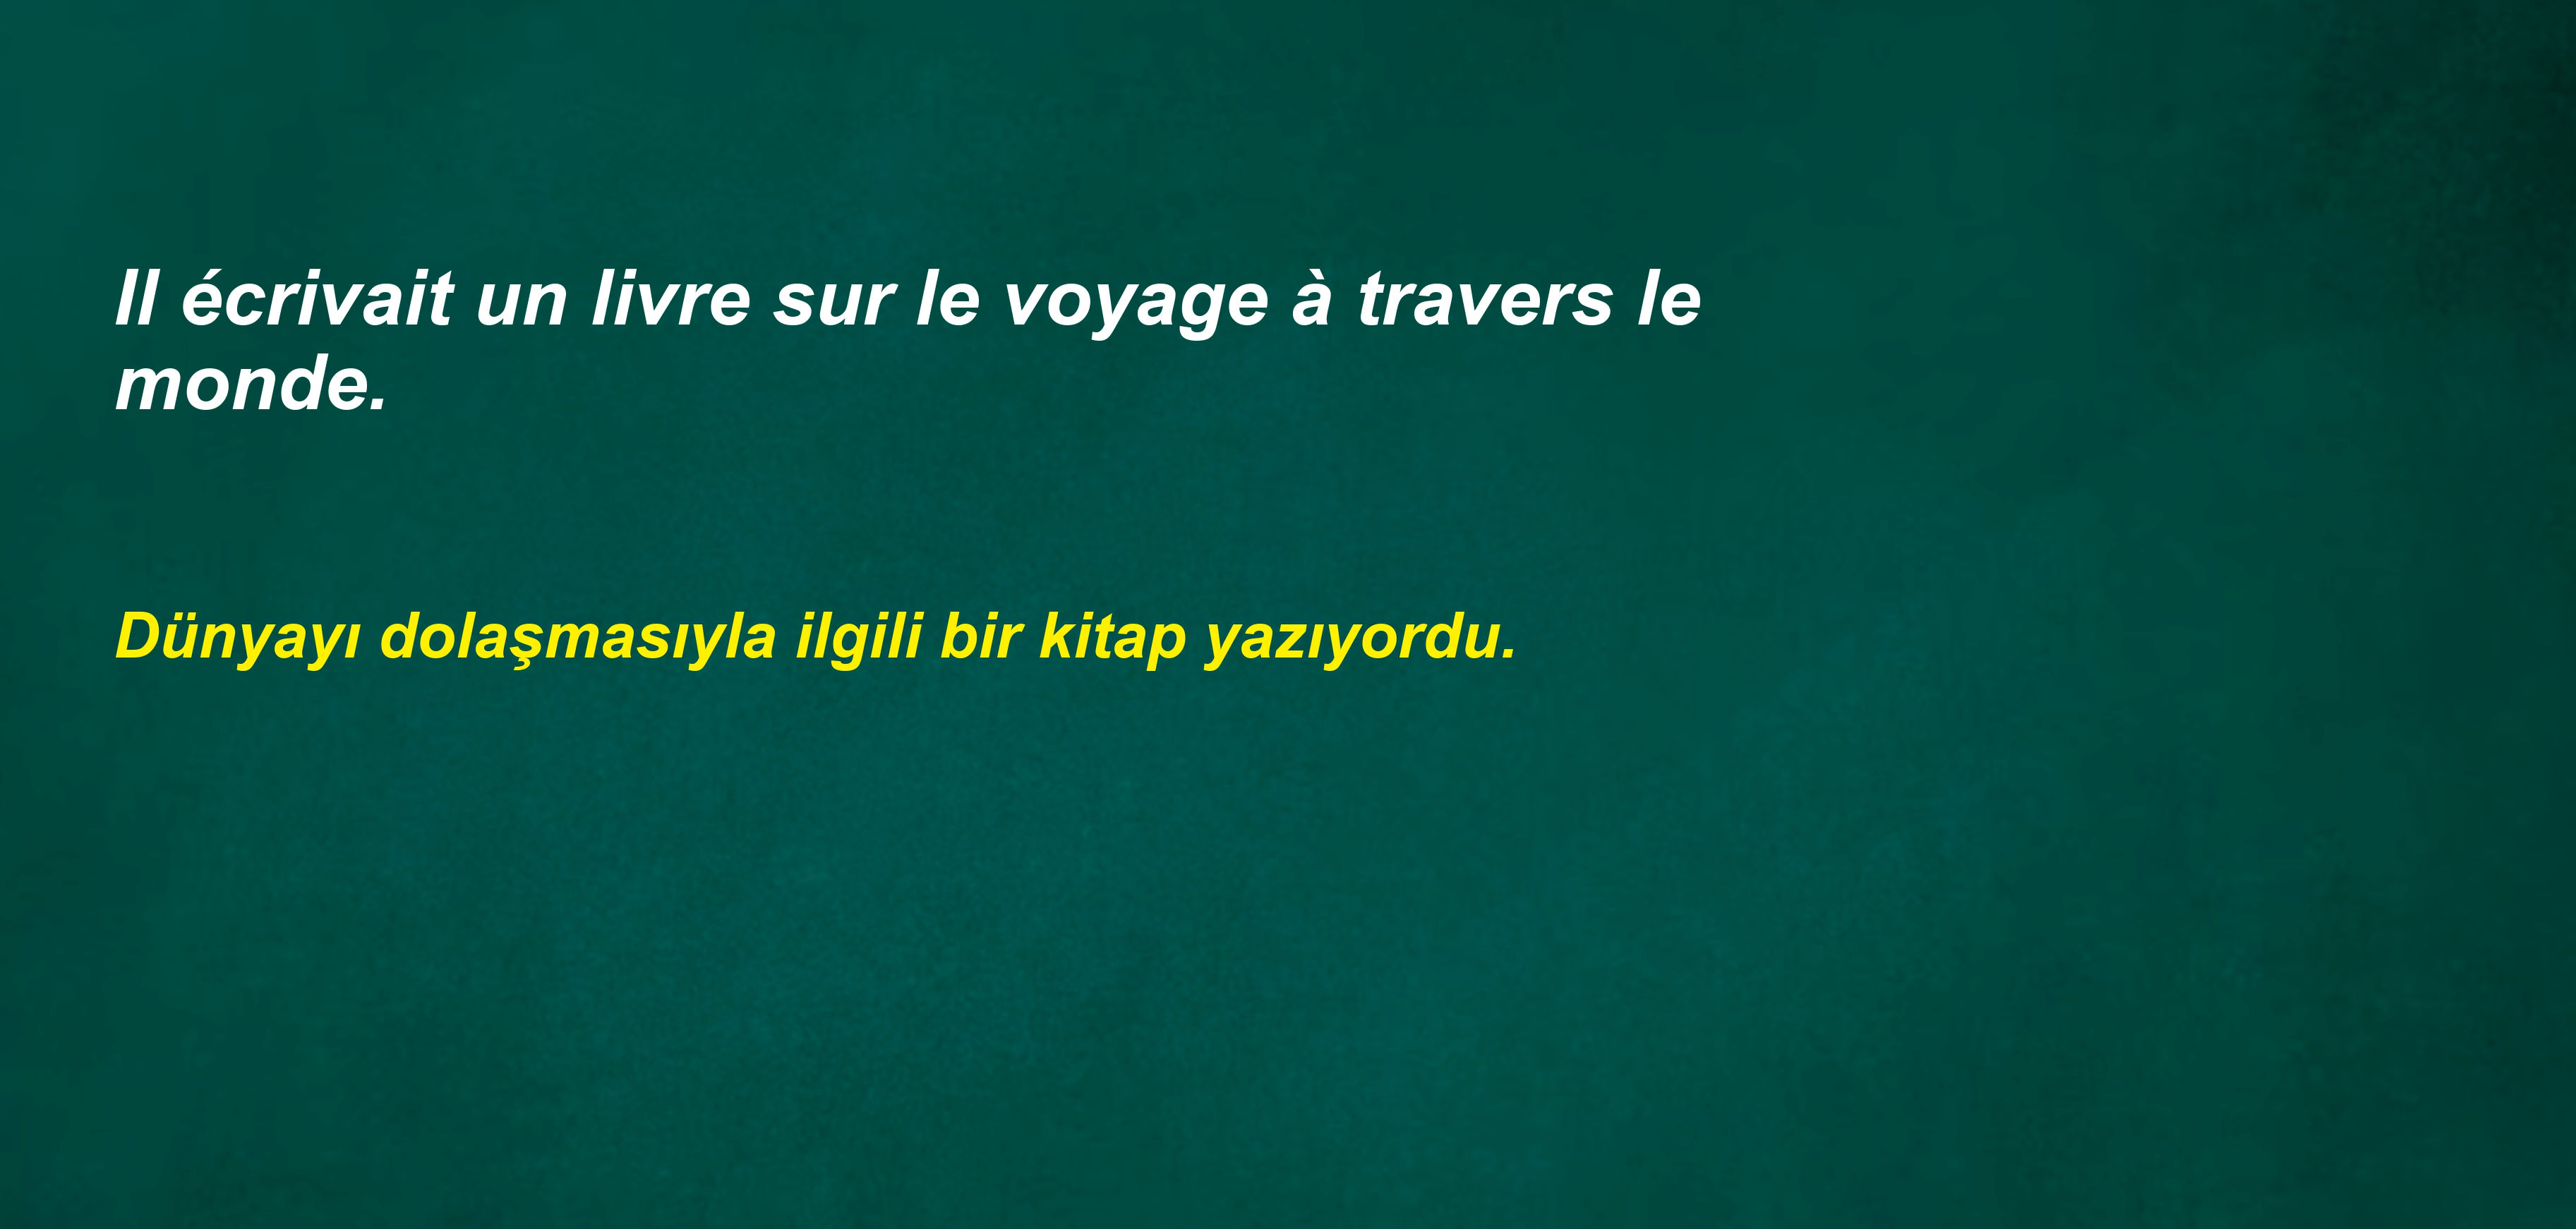 Il écrivait un livre sur le voyage à travers le
monde.
Dünyayı dolaşmasıyla ilgili bir kitap yazıyordu.